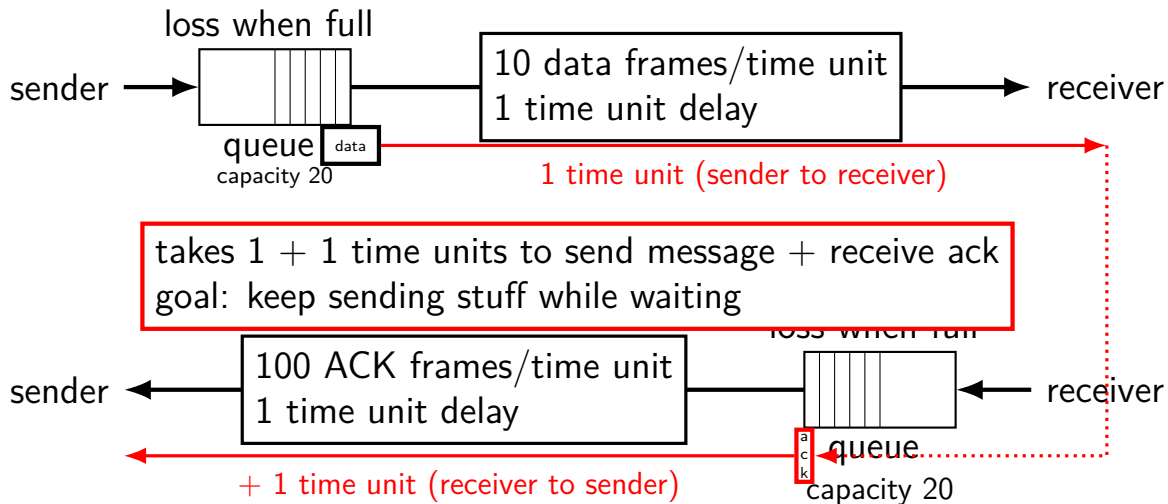 loss when full
sender
10 data frames/time unit
1 time unit delay
receiver
queue
data
capacity 20
1 time unit (sender to receiver)
takes 1 + 1 time units to send message + receive ack
goal: keep sending stuff while waiting
loss when full
sender
100 ACK frames/time unit
1 time unit delay
receiver
a
c
k
queue
+ 1 time unit (receiver to sender)
capacity 20